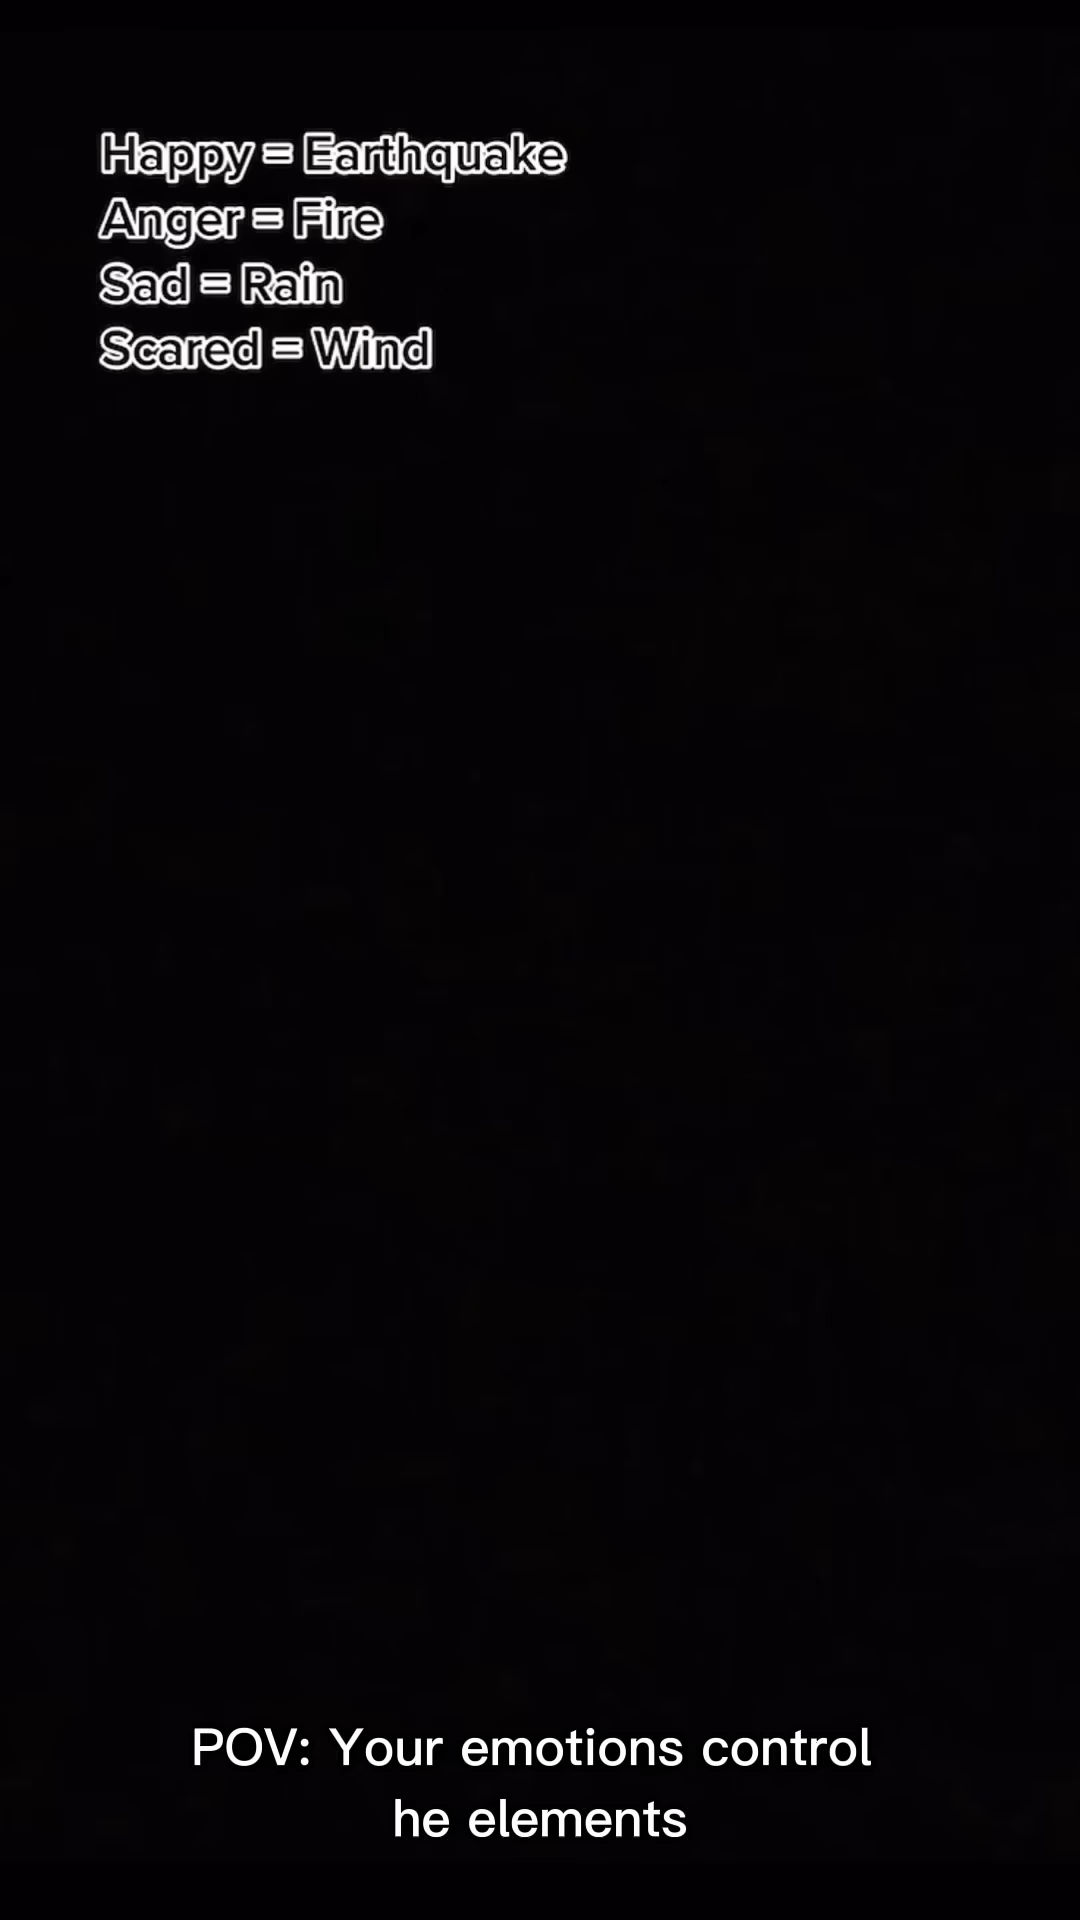 Happy = Earthquake
Anger = Fire
Sad = Rain
Scared = Wind
POV: Your emotions control
he elements